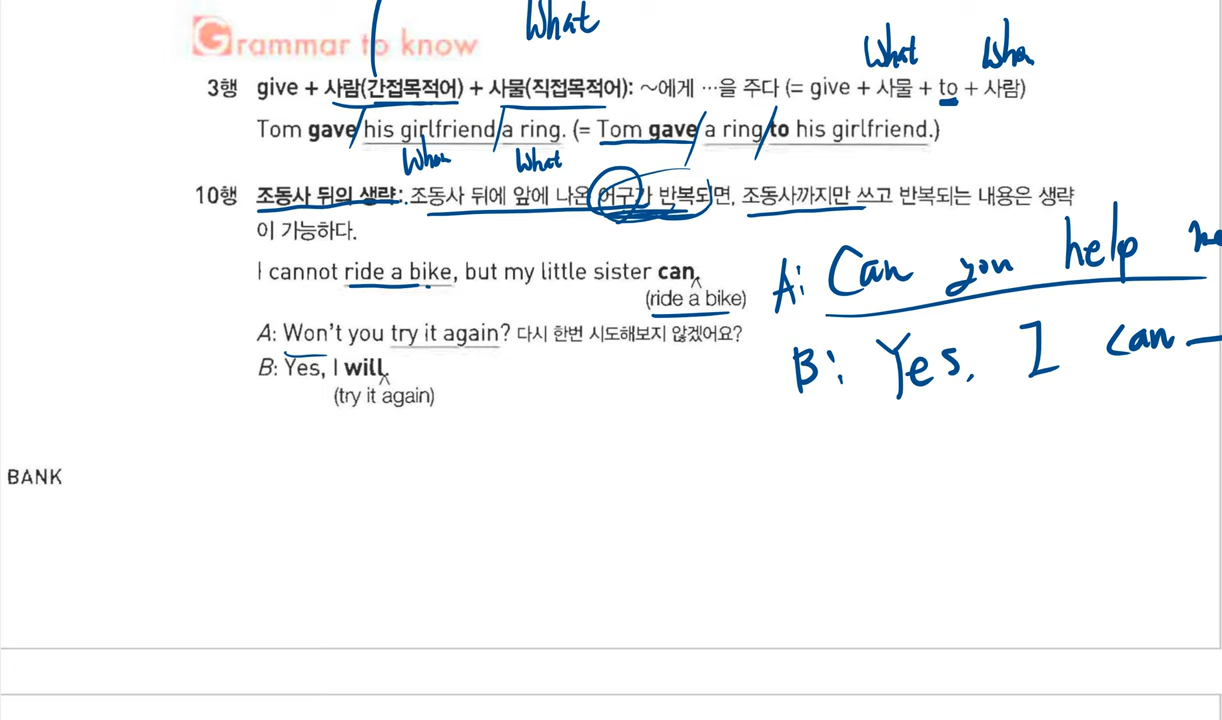 What
Grammar to know
What Whom
3행 give + 사람(간접목적어) + 사물(직접목적어): ~에게 …을 주다 (= give + 사물 + to + 사람)
Tom gave his girlfriend a ring. (= Tom gave a ring to his girlfriend.)
Whom What
10행 조동사 뒤의 생략: 조동사 뒤에 앞에 나온 어구가 반복되면, 조동사까지만 쓰고 반복되는 내용은 생략
이 가능하다.
I cannot ride a bike, but my little sister can.
(ride a bike)
A: Can you help
A: Won't you try it again? 다시 한번 시도해보지 않겠어요?
B: Yes, I will.
(try it again)
B: Yes, I can
BANK